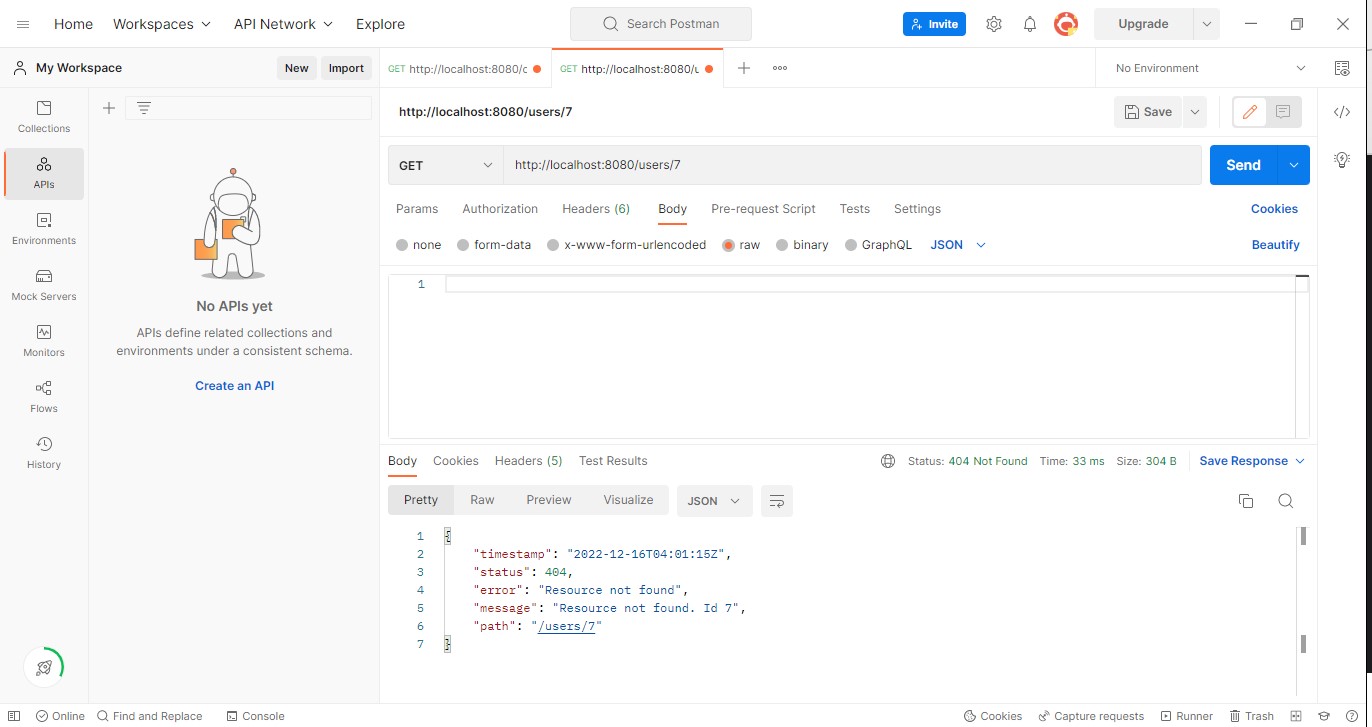 Home Workspaces API Network Explore Search Postman Invite Upgrade
My Workspace New Import GET http://localhost:8080/c GET http://localhost:8080/u No Environment
Collections
APIs
Environments
Mock Servers
Monitors
Flows
History
No APIs yet
APIs define related collections and
environments under a consistent schema.
Create an API
http://localhost:8080/users/7 Save
GET http://localhost:8080/users/7 Send
Params Authorization Headers (6) Body Pre-request Script Tests Settings Cookies
none form-data x-www-form-urlencoded raw binary GraphQL JSON Beautify
1
Body Cookies Headers (5) Test Results Status: 404 Not Found Time: 33 ms Size: 304 B Save Response
Pretty Raw Preview Visualize JSON
1 {
2 "timestamp": "2022-12-16T04:01:15Z",
3 "status": 404,
4 "error": "Resource not found",
5 "message": "Resource not found. Id 7",
6 "path": "/users/7"
7 }
Online Find and Replace Console Cookies Capture requests Runner Trash